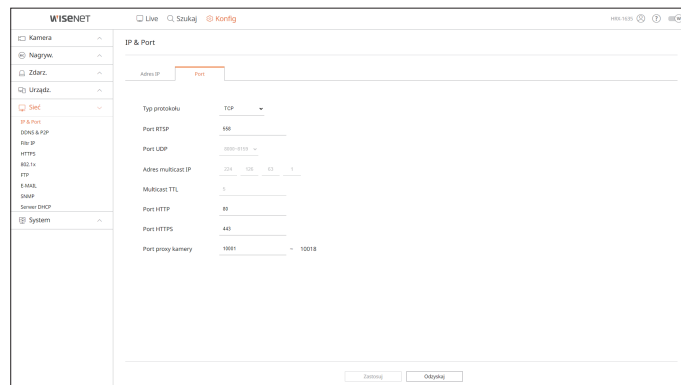 WISENET
Live Szukaj Konfig
HRX-1635
Kamera
Nagryw.
Zdarz.
Urządz.
Sieć
IP & Port
DDNS & P2P
Filtr IP
HTTPS
802.1x
FTP
E-MAIL
SNMP
Serwer DHCP
System
IP & Port
Adres IP Port
Typ protokołu TCP
Port RTSP 558
Port UDP 8000~8159
Adres multicast IP 224 126 63 1
Multicast TTL 5
Port HTTP 80
Port HTTPS 443
Port proxy kamery 10001 ~ 10018
Zastosuj Odzyskaj